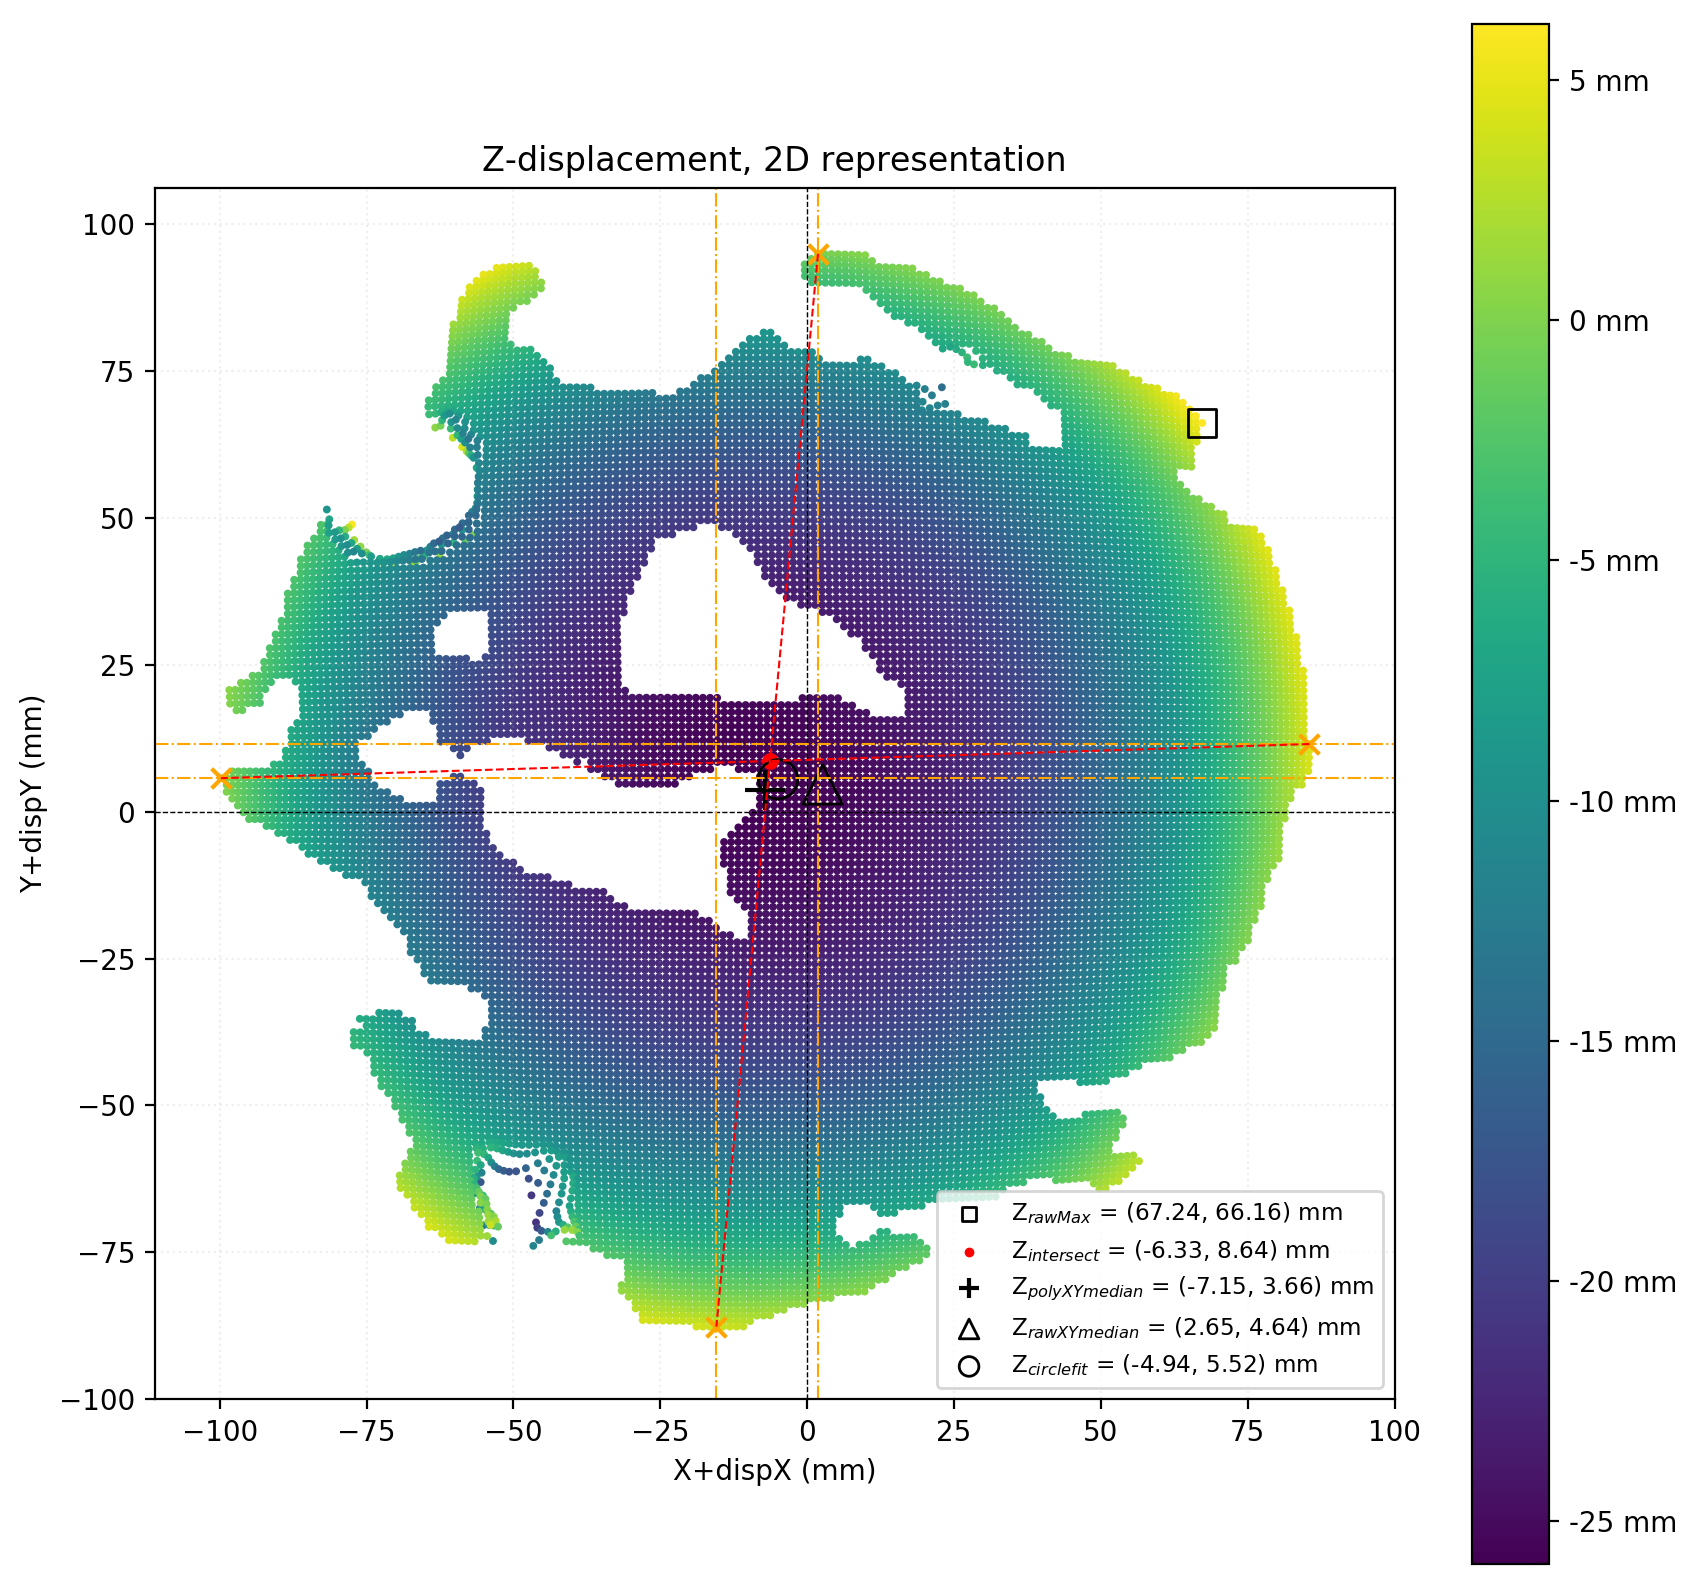 Z-displacement, 2D representation
5 mm
0 mm
-5 mm
-10 mm
-15 mm
-20 mm
-25 mm
100
75
50
25
0
−25
−50
−75
−100
Y+dispY (mm)
−100
−75
−50
−25
0
25
50
75
100
X+dispX (mm)
ZrawMax = (67.24, 66.16) mm
Zintersect = (-6.33, 8.64) mm
ZpolyXYmedian = (-7.15, 3.66) mm
ZrawXYmedian = (2.65, 4.64) mm
Zcirclefit = (-4.94, 5.52) mm